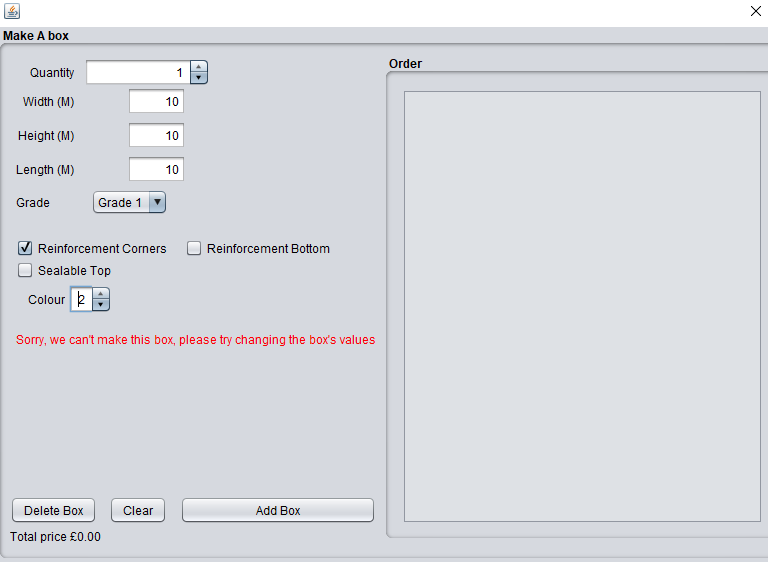 Make A box
Quantity 1
Width (M) 10
Height (M) 10
Length (M) 10
Grade Grade 1
Reinforcement Corners Reinforcement Bottom
Sealable Top
Colour 2
Sorry, we can't make this box, please try changing the box's values
Delete Box Clear Add Box
Total price £0.00
Order